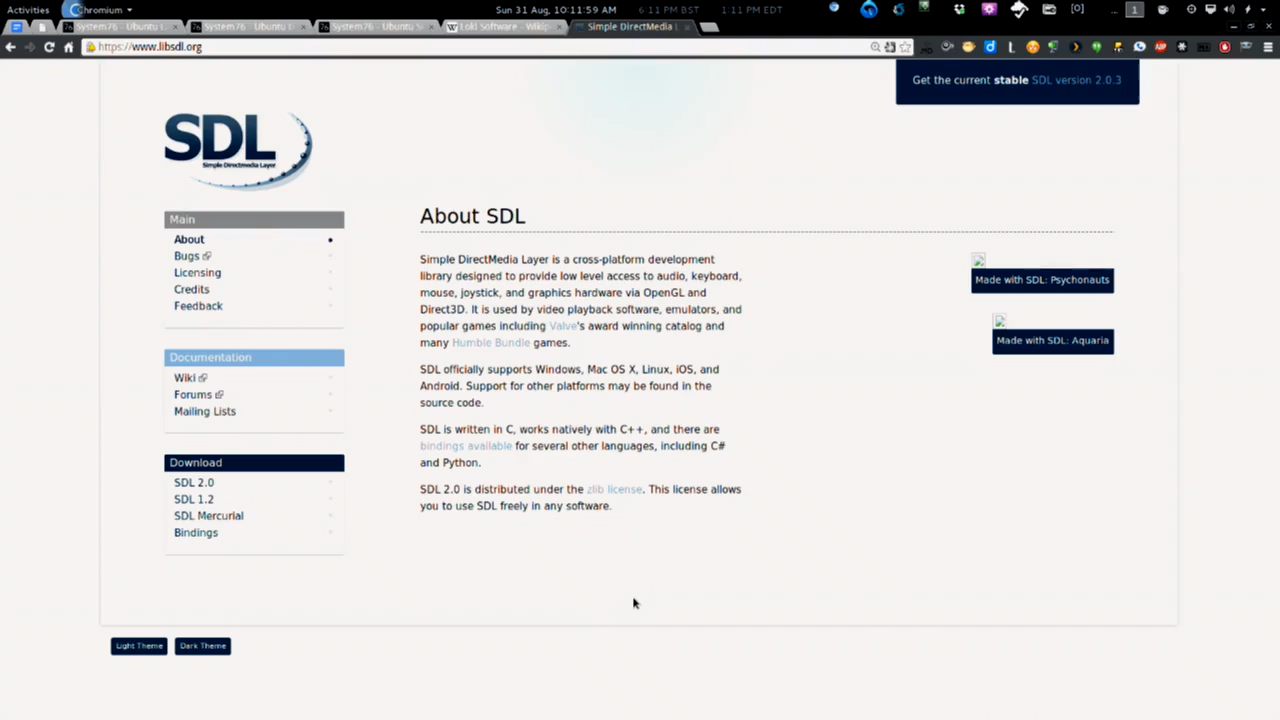 Activities
Chromium
Sun 31 Aug, 10:11:59 AM
6:11 PM BST
1:11 PM EDT
1
System76 - Ubuntu L
System76 - Ubuntu L
System76 - Ubuntu S
Loki Software - Wikip
Simple DirectMedia L
https://www.libsdl.org
Get the current stable SDL version 2.0.3
SDL
Simple Directmedia Layer
Main
About
Bugs
Licensing
Credits
Feedback
Documentation
Wiki
Forums
Mailing Lists
Download
SDL 2.0
SDL 1.2
SDL Mercurial
Bindings
About SDL
Simple DirectMedia Layer is a cross-platform development
library designed to provide low level access to audio, keyboard,
mouse, joystick, and graphics hardware via OpenGL and
Direct3D. It is used by video playback software, emulators, and
popular games including Valve's award winning catalog and
many Humble Bundle games.
SDL officially supports Windows, Mac OS X, Linux, iOS, and
Android. Support for other platforms may be found in the
source code.
SDL is written in C, works natively with C++, and there are
bindings available for several other languages, including C#
and Python.
SDL 2.0 is distributed under the zlib license. This license allows
you to use SDL freely in any software.
Made with SDL: Psychonauts
Made with SDL: Aquaria
Light Theme
Dark Theme